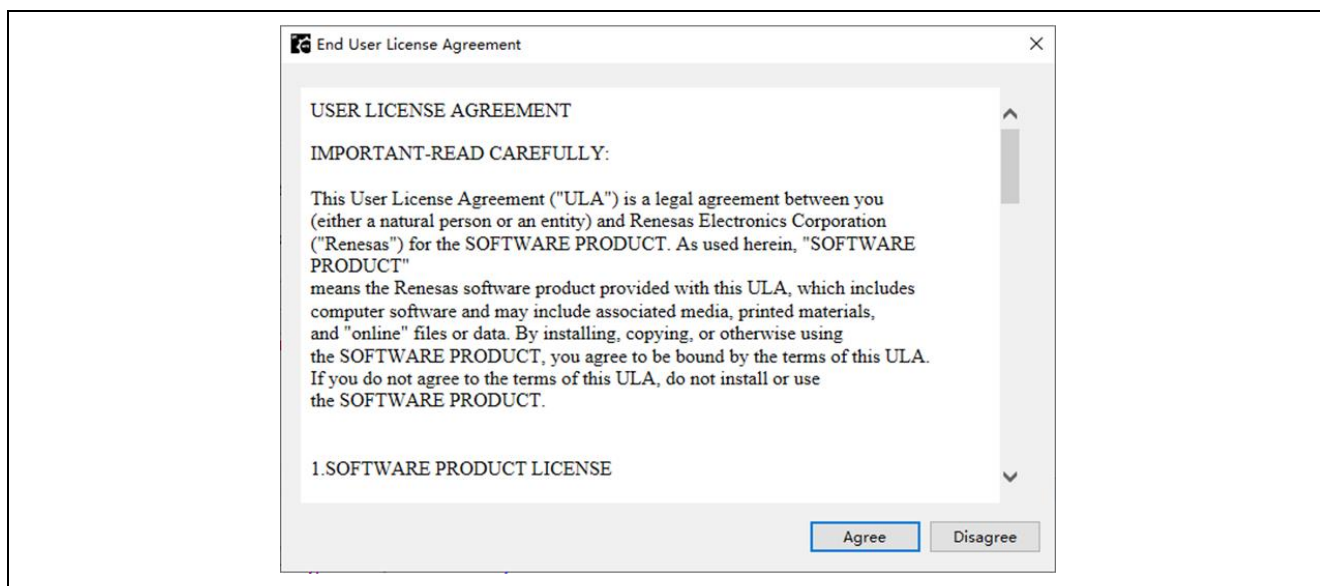 End User License Agreement
USER LICENSE AGREEMENT
IMPORTANT-READ CAREFULLY:
This User License Agreement ("ULA") is a legal agreement between you
(either a natural person or an entity) and Renesas Electronics Corporation
("Renesas") for the SOFTWARE PRODUCT. As used herein, "SOFTWARE
PRODUCT"
means the Renesas software product provided with this ULA, which includes
computer software and may include associated media, printed materials,
and "online" files or data. By installing, copying, or otherwise using
the SOFTWARE PRODUCT, you agree to be bound by the terms of this ULA.
If you do not agree to the terms of this ULA, do not install or use
the SOFTWARE PRODUCT.
1.SOFTWARE PRODUCT LICENSE
Agree Disagree